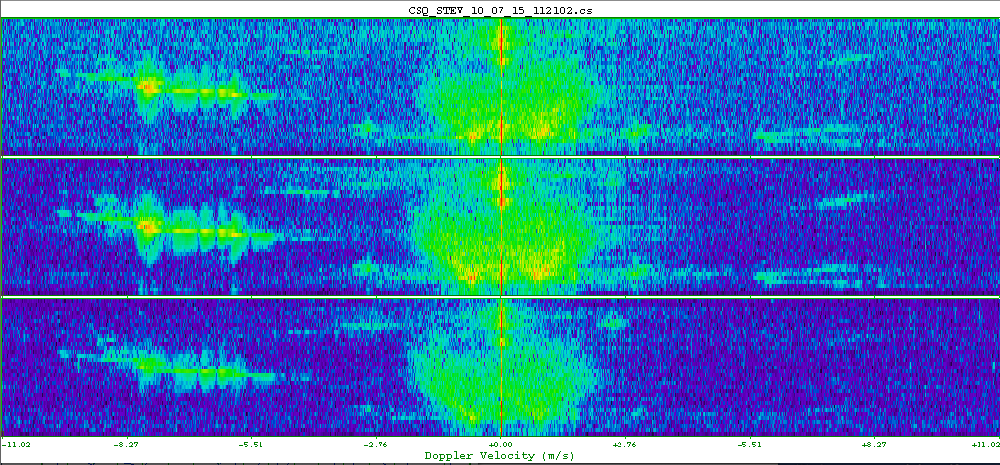 CSQ_STEV_10_07_15_112102.cs
-11.02 -8.27 -5.51 -2.76 +0.00 +2.76 +5.51 +8.27 +11.02
Doppler Velocity (m/s)